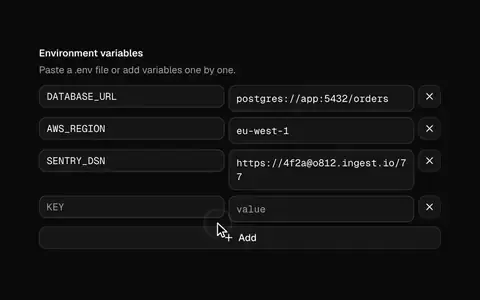 Environment variables
Paste a .env file or add variables one by one.
DATABASE_URL postgres://app:5432/orders
AWS_REGION eu-west-1
SENTRY_DSN https://4f2a@o812.ingest.io/7
7
KEY value
+ Add